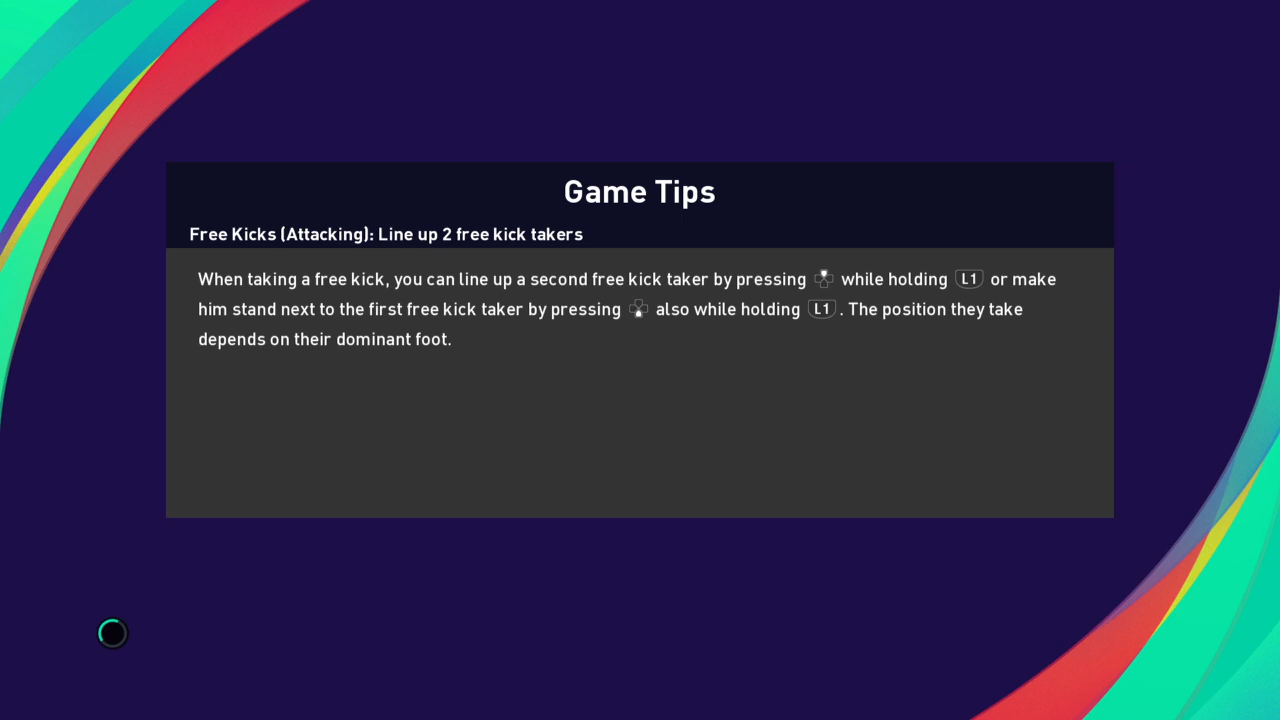 Game Tips
Free Kicks (Attacking): Line up 2 free kick takers
When taking a free kick, you can line up a second free kick taker by pressing while holding L1 or make
him stand next to the first free kick taker by pressing also while holding L1. The position they take
depends on their dominant foot.